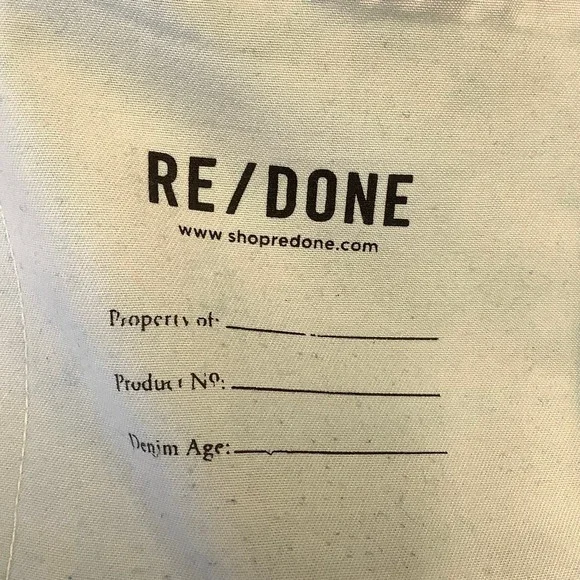 RE/DONE
www shopredone.com
Property of:
Product Nº:
Denim Age: